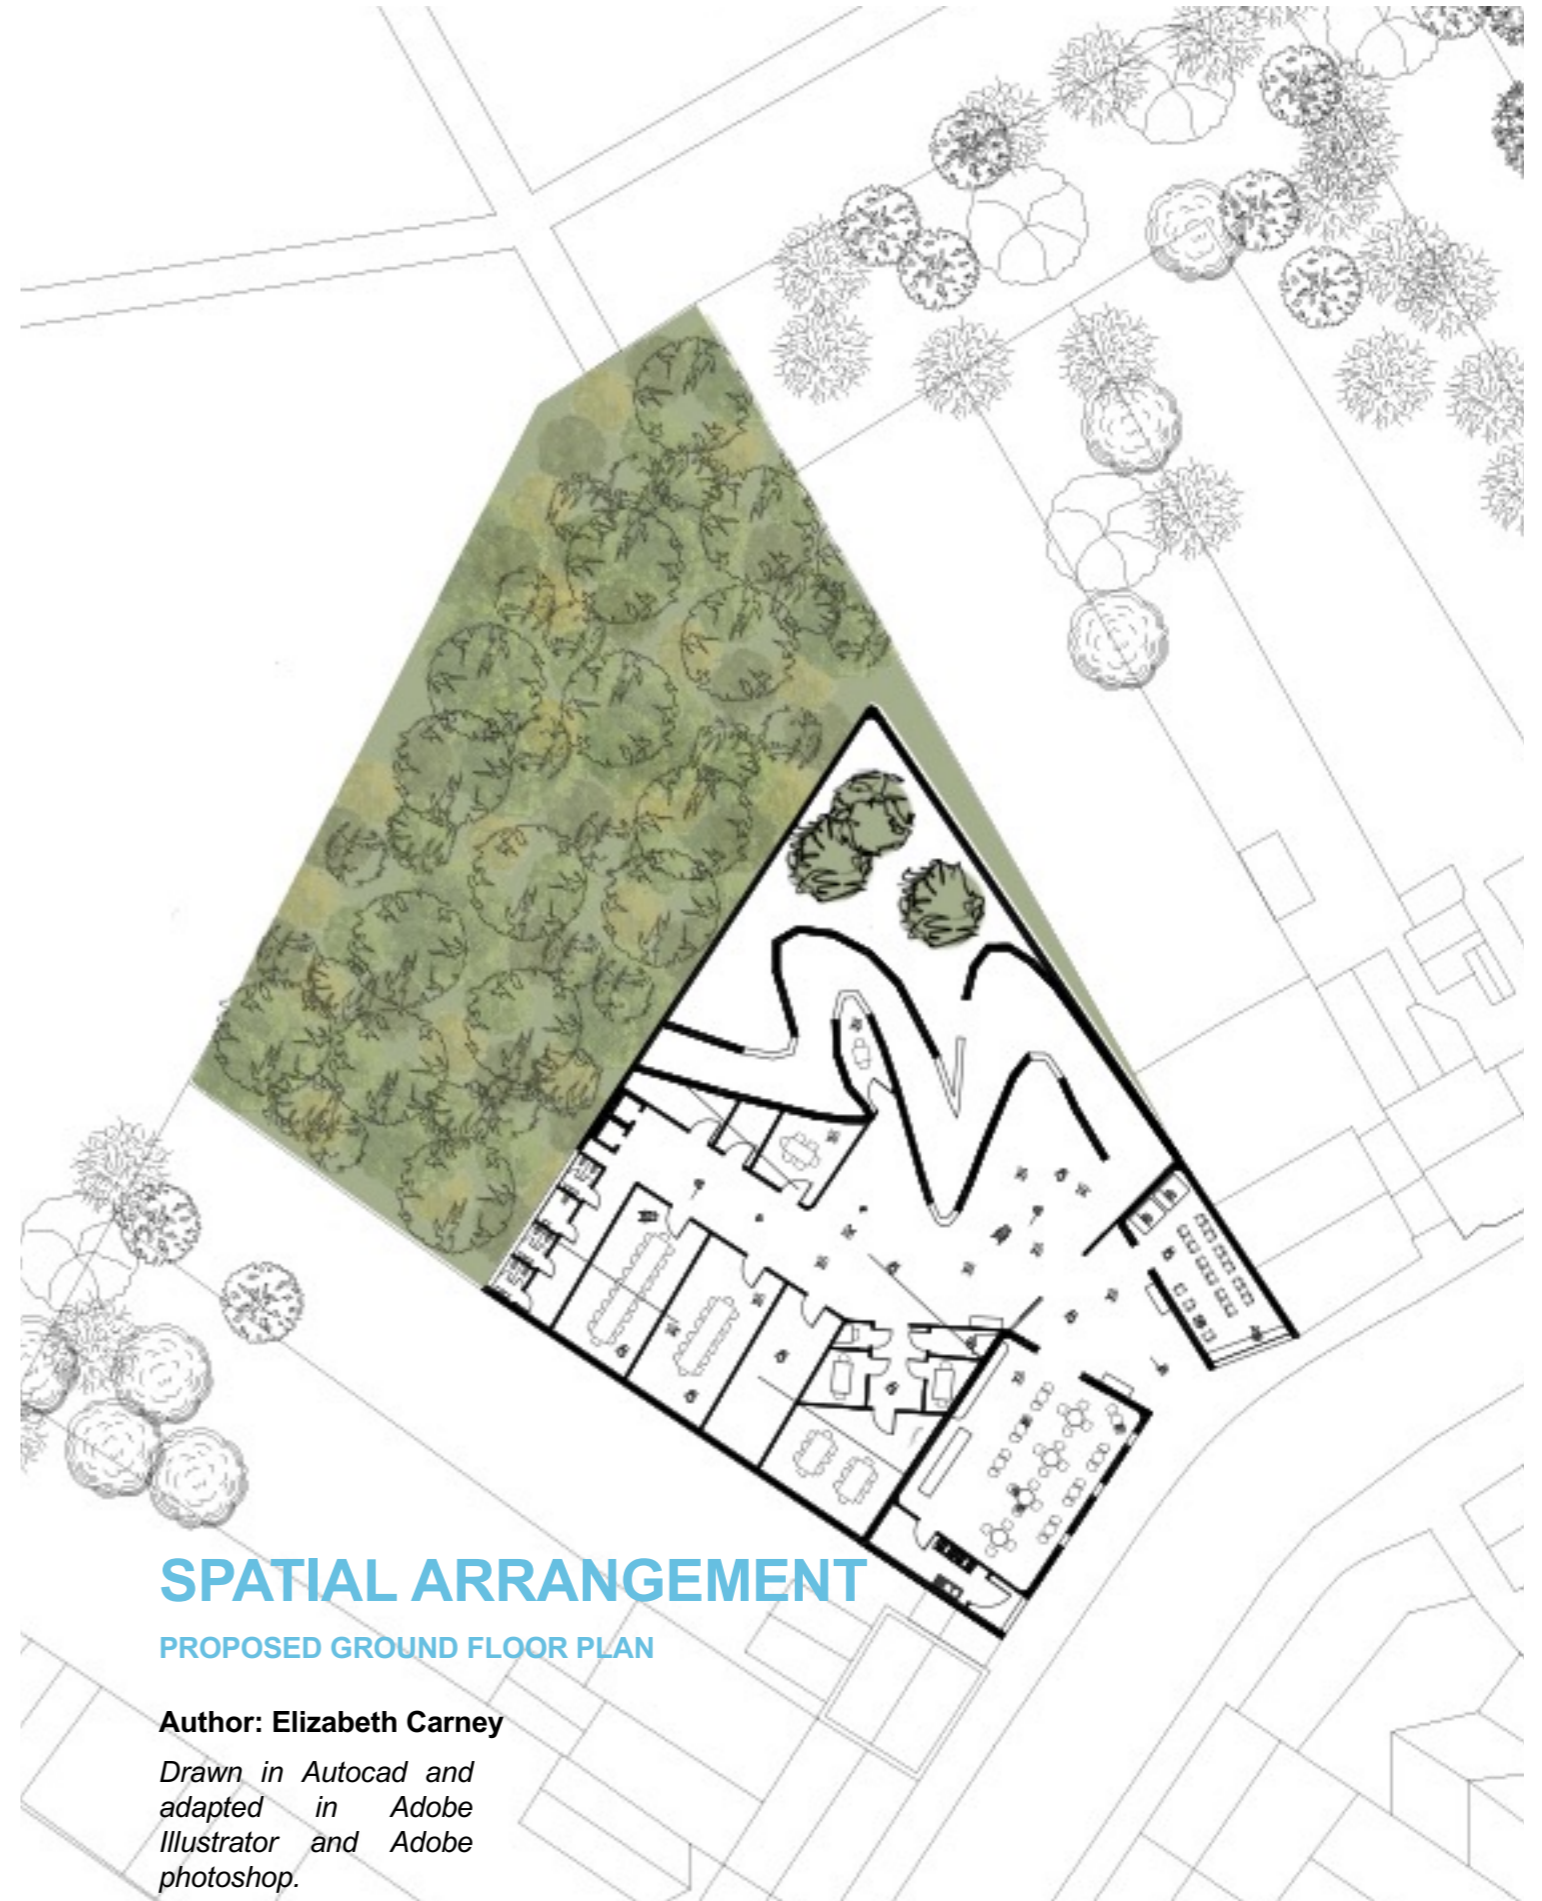 SPATIAL ARRANGEMENT
PROPOSED GROUND FLOOR PLAN
Author: Elizabeth Carney
Drawn in Autocad and
adapted in Adobe
Illustrator and Adobe
photoshop.